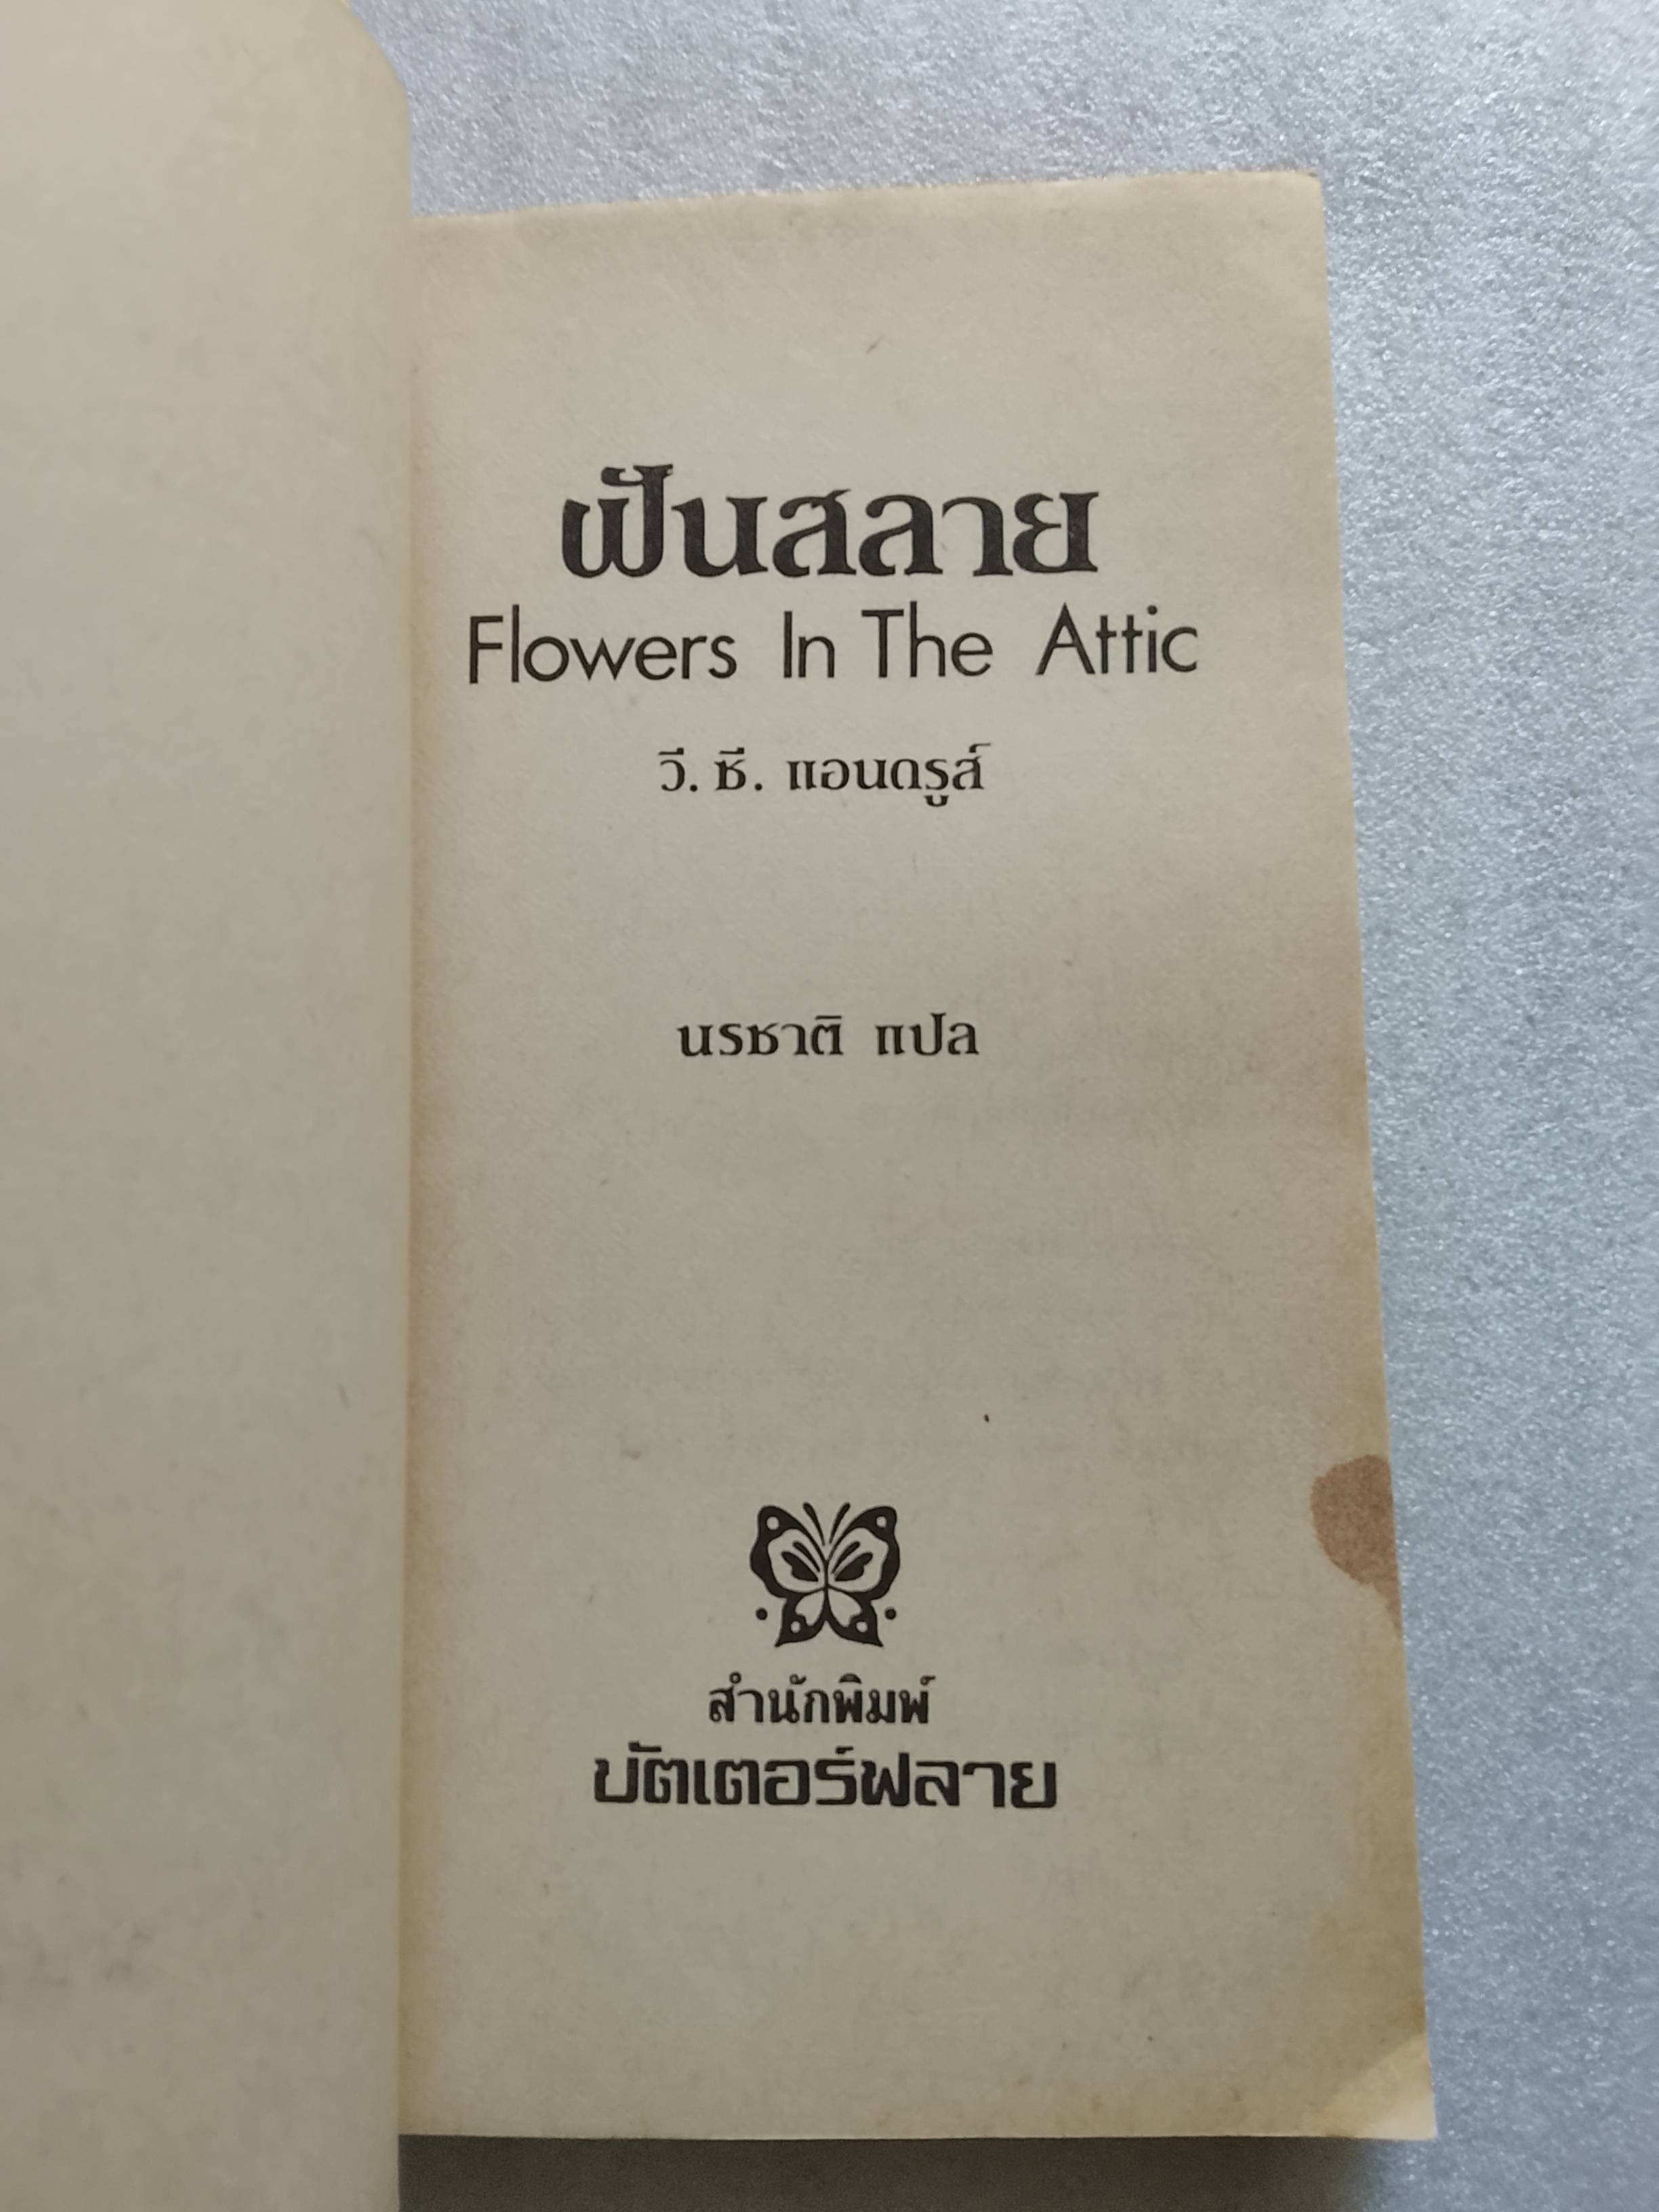 ฝันสลาย
Flowers In The Attic
วี. ซี. แอนดรูส์
นรชาติ แปล
สำนักพิมพ์
บัตเตอร์ฟลาย